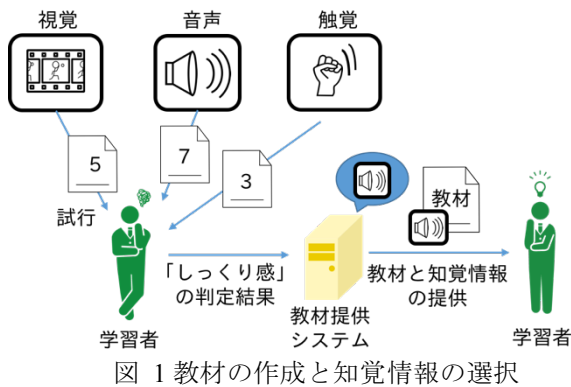 視覚
音声
触覚
5
7
3
試行
教材
「しっくり感」
の判定結果
教材と知覚情報
の提供
学習者
教材提供
システム
学習者
図 1 教材の作成と知覚情報の選択